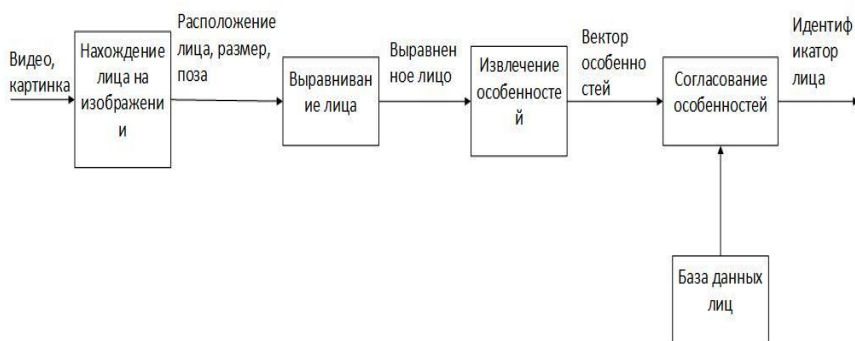 Видео,
картинка
Нахождение
лица на
изображени
и
Расположение
лица, размер,
поза
Выравниван
ие лица
Выравнен
ное лицо
Извлечение
особенносте
й
Вектор
особенно
стей
Согласование
особенностей
Идентиф
икатор
лица
База данных
лиц